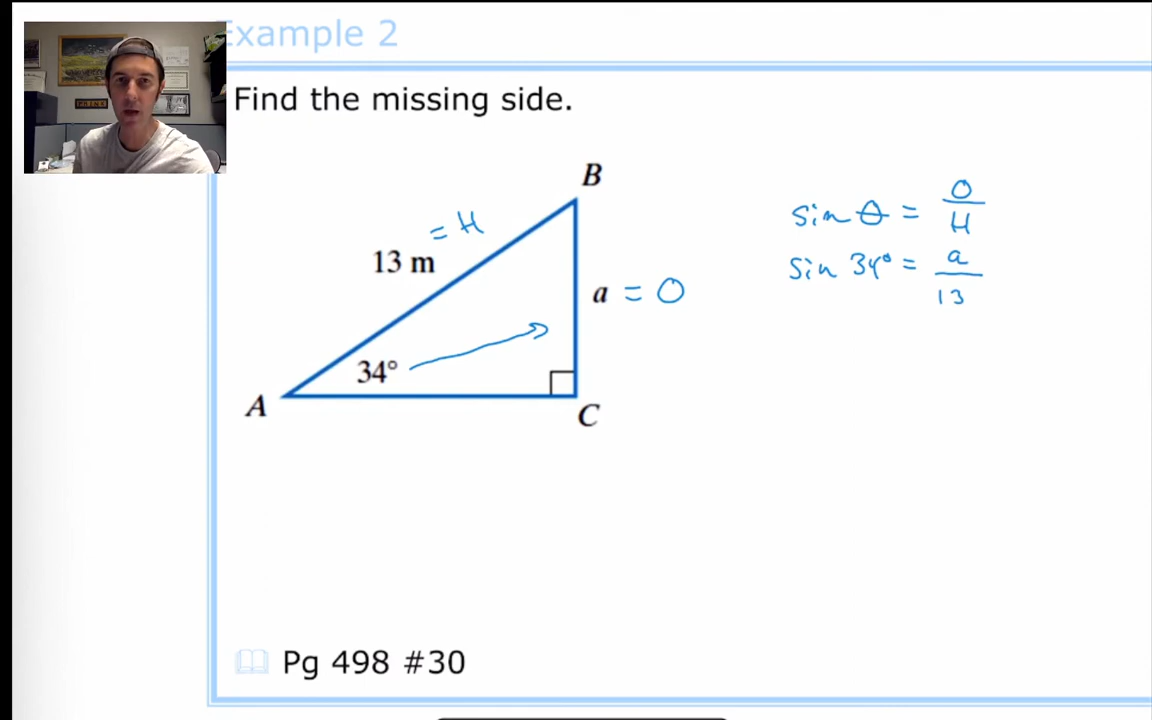 Example 2
Find the missing side.
B
= H
13 m
a = O
34°
A
C
sin θ = O/H
sin 34° = a/13
Pg 498 #30